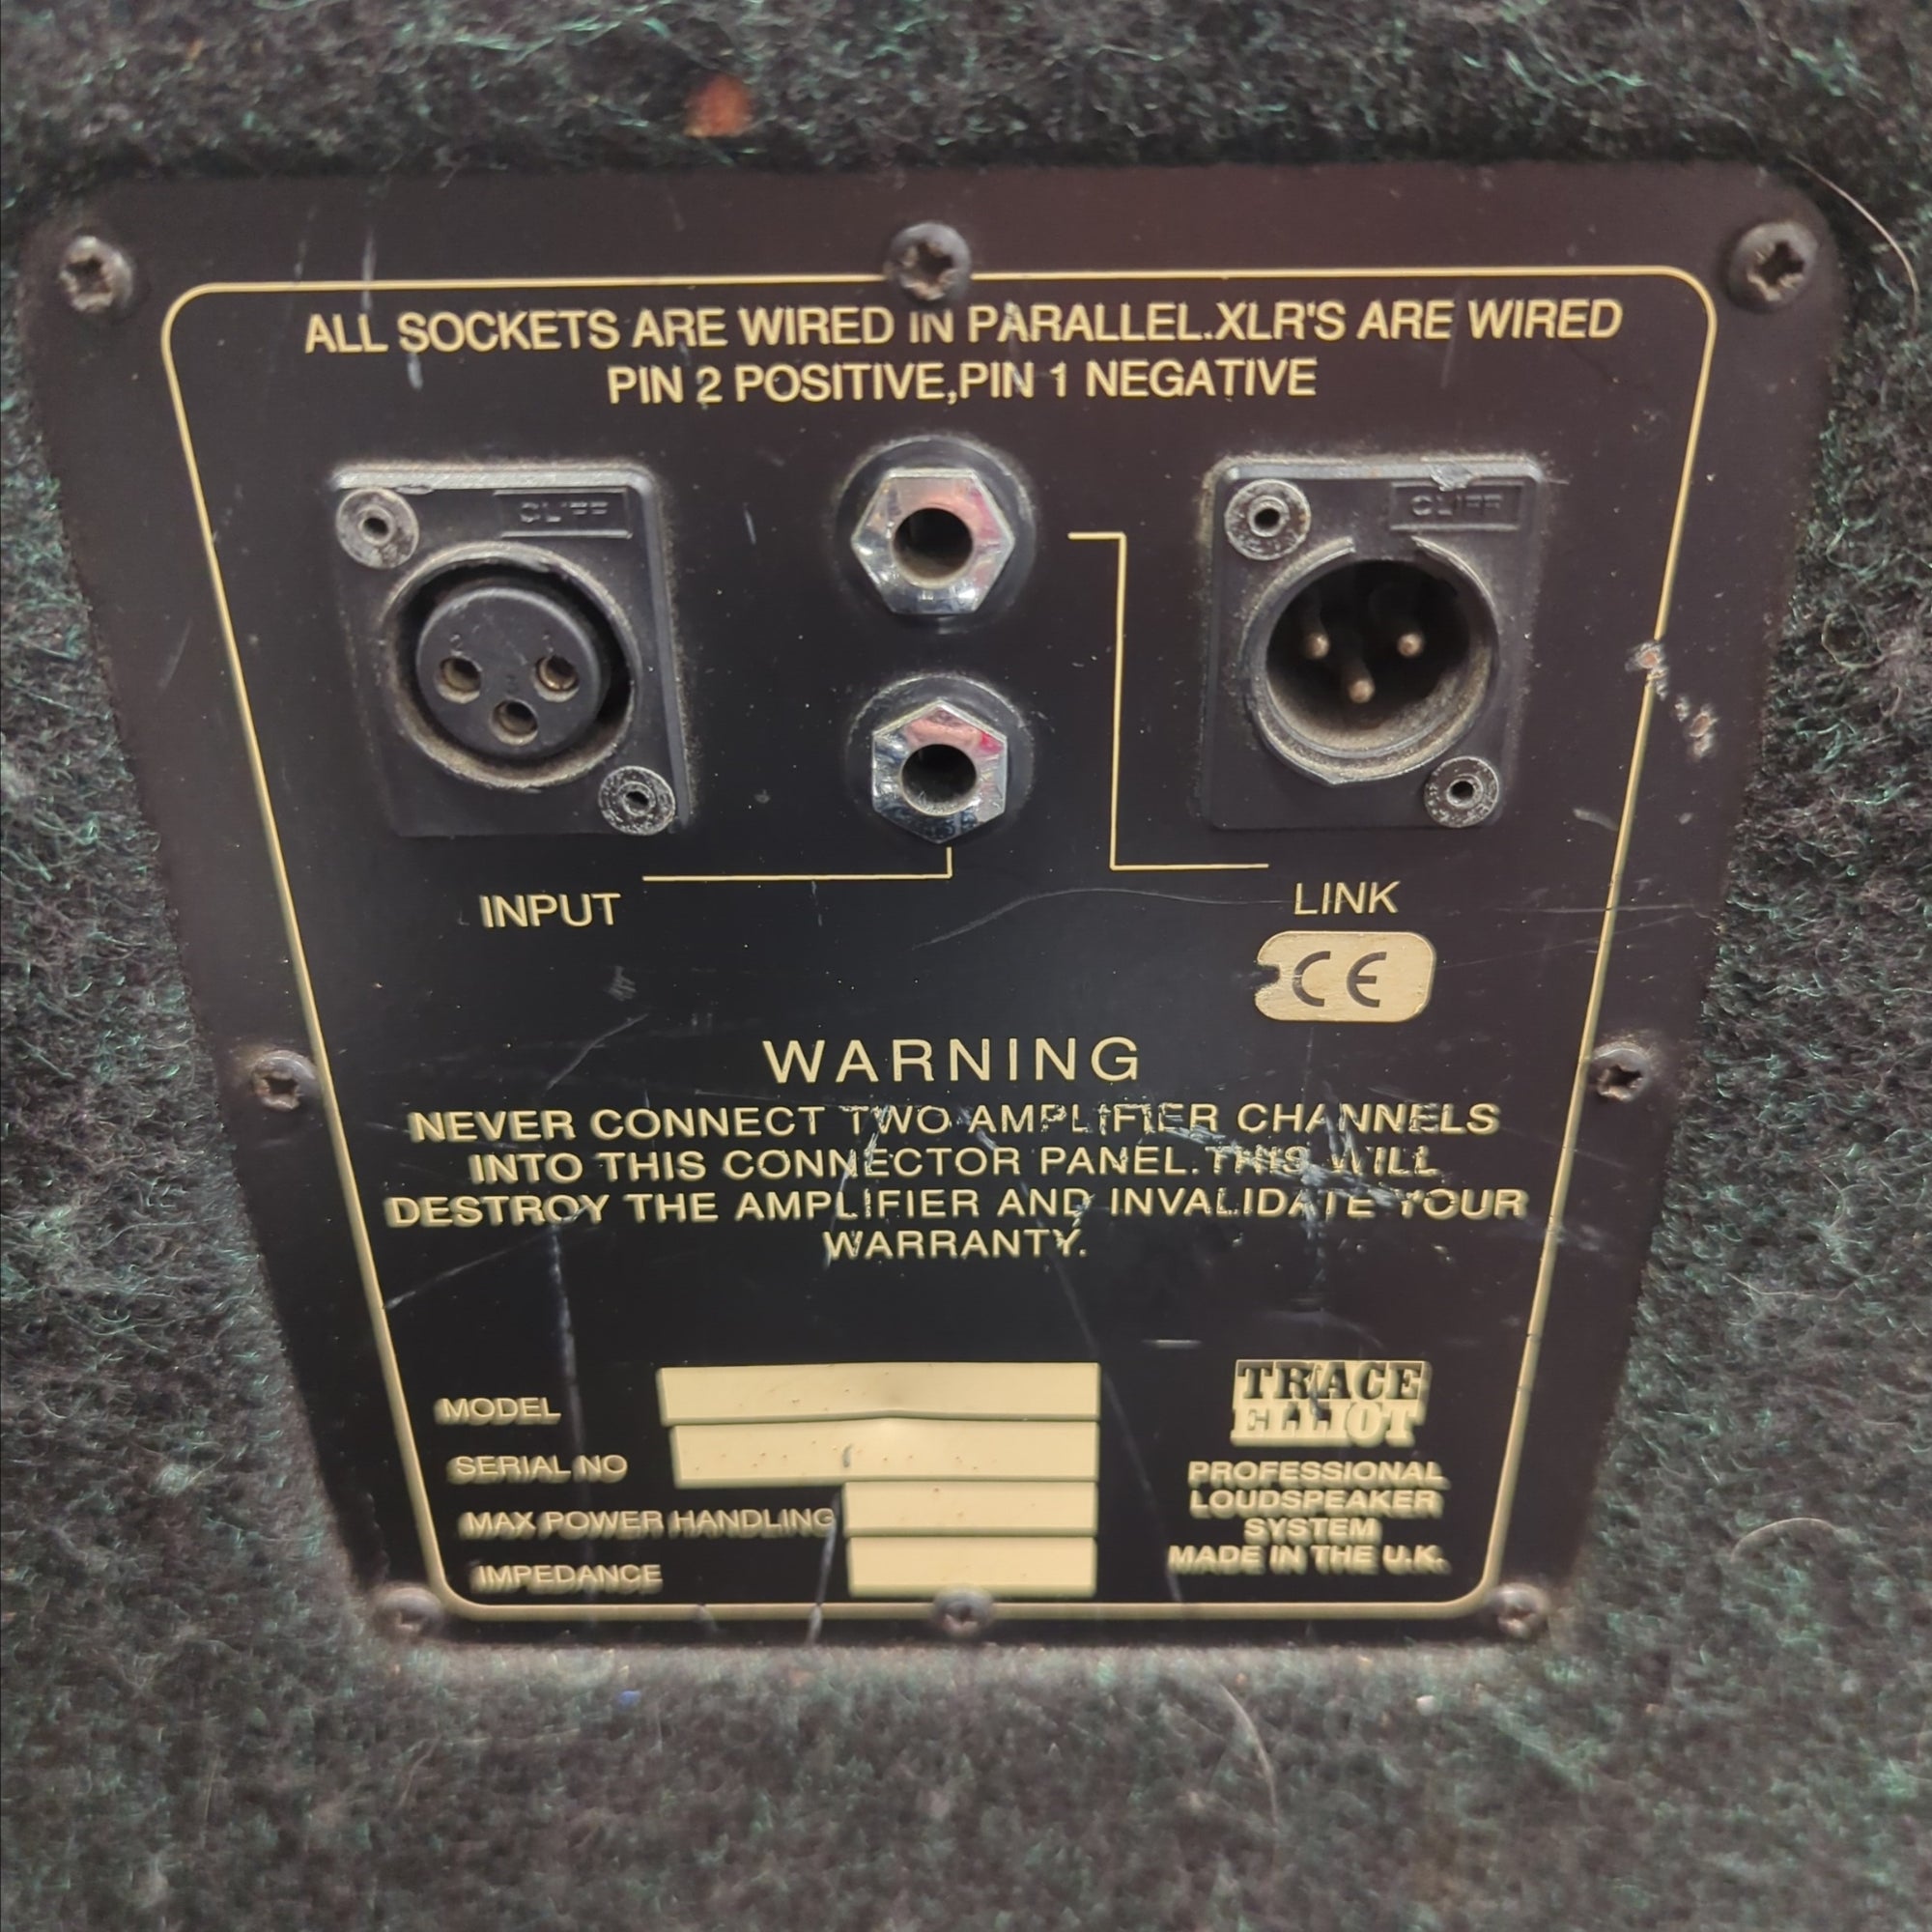 ALL SOCKETS ARE WIRED IN PARALLEL.XLR'S ARE WIRED
PIN 2 POSITIVE,PIN 1 NEGATIVE
CLIFF
CLIFF
INPUT
LINK
CE
WARNING
NEVER CONNECT TWO AMPLIFIER CHANNELS
INTO THIS CONNECTOR PANEL.THIS WILL
DESTROY THE AMPLIFIER AND INVALIDATE YOUR
WARRANTY.
MODEL
SERIAL NO
MAX POWER HANDLING
IMPEDANCE
TRACE
ELLIOT
PROFESSIONAL
LOUDSPEAKER
SYSTEM
MADE IN THE U.K.